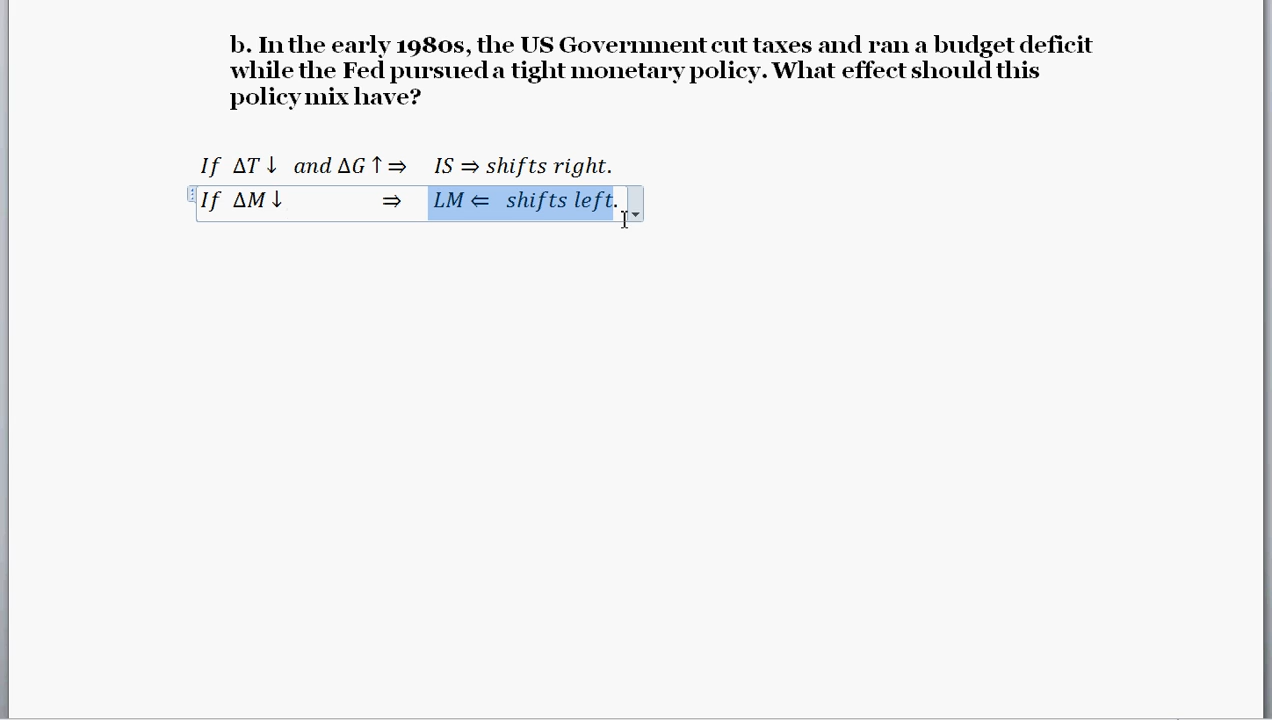 b. In the early 1980s, the US Government cut taxes and ran a budget deficit
while the Fed pursued a tight monetary policy. What effect should this
policy mix have?
If ΔT↓ and ΔG↑⇒ IS ⇒ shifts right.
If ΔM↓ ⇒ LM ⇐ shifts left.